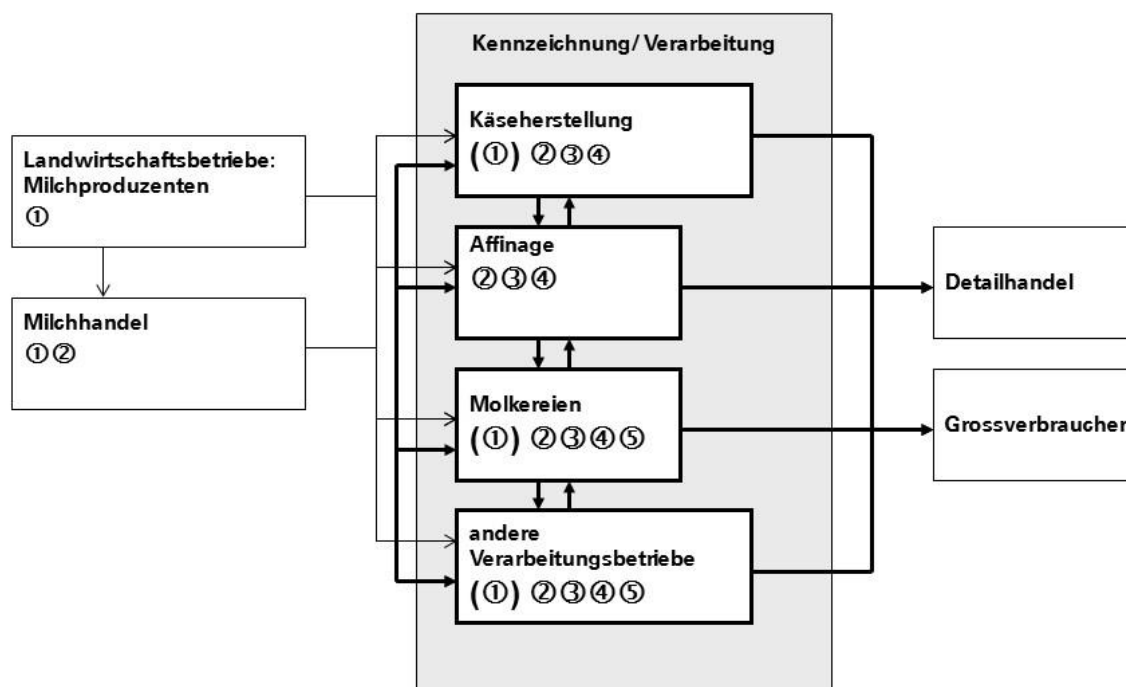 Kennzeichnung/ Verarbeitung
Käseherstellung
(①) ②③④
Landwirtschaftsbetriebe:
Milchproduzenten
①
Affinage
②③④
Detailhandel
Milchhandel
①②
Molkereien
(①) ②③④⑤
Grossverbraucher
andere
Verarbeitungsbetriebe
(①) ②③④⑤